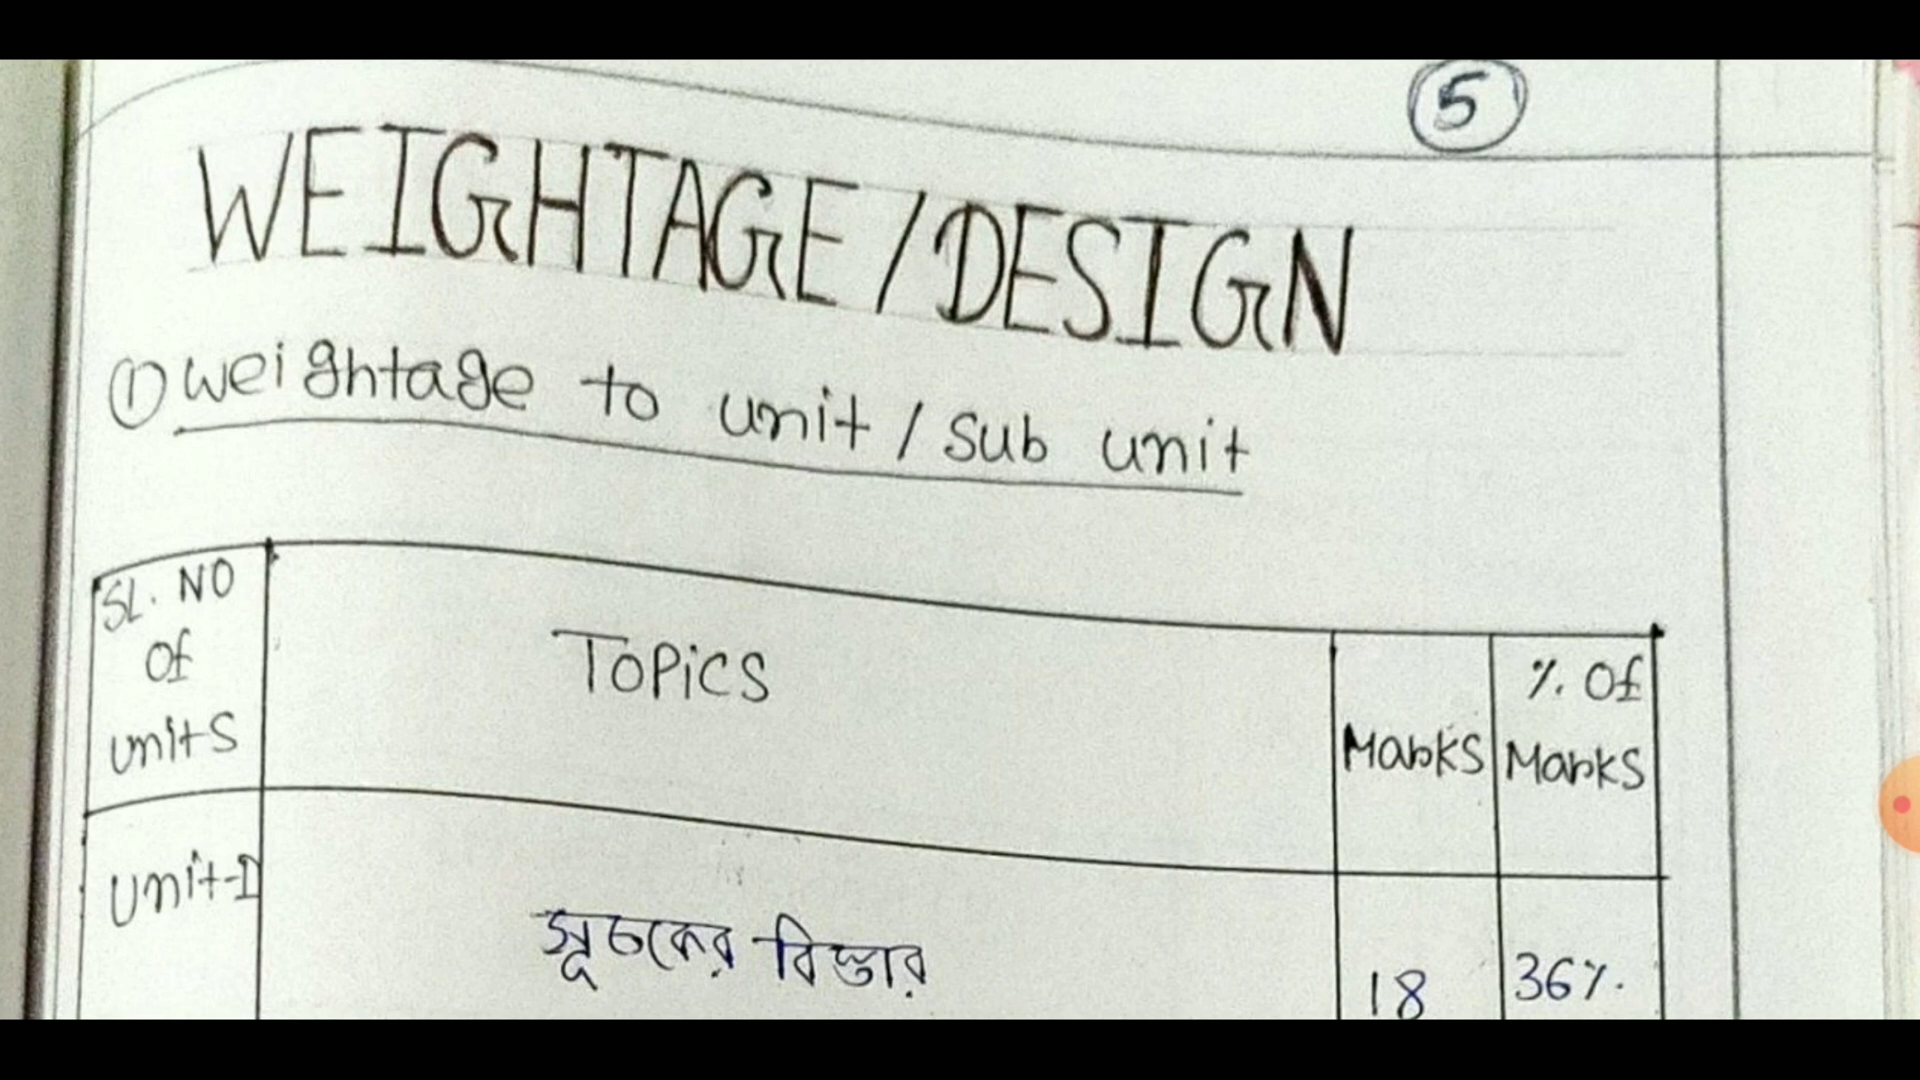 5
WEIGHTAGE / DESIGN
① Weightage to unit / sub unit
SL. NO
Of
units
TOPiCS
Marks
% Of
Marks
Unit-I
সূচকের বিস্তার
18
36%